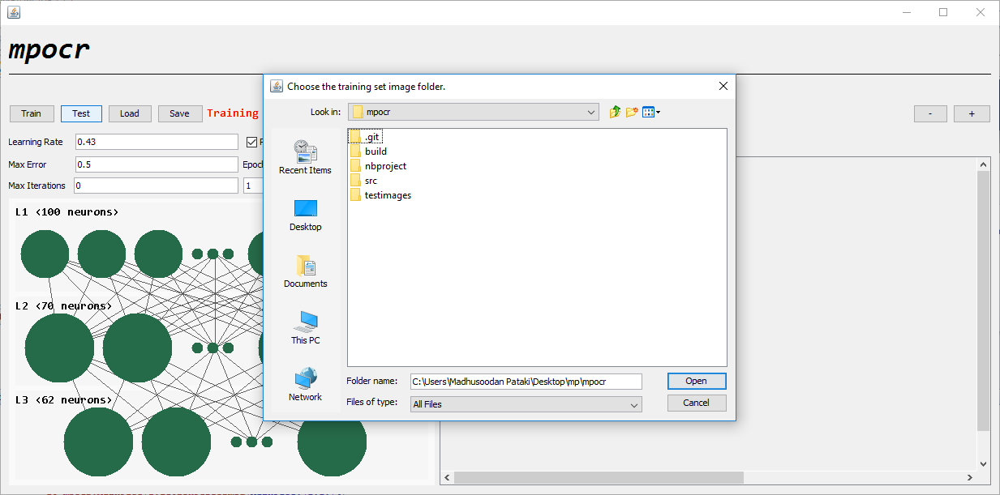 mpocr
Choose the training set image folder.
Look in: mpocr
Train Test Load Save Training
- +
Learning Rate 0.43
Max Error 0.5
Max Iterations 0 1
L1 <100 neurons>
L2 <70 neurons>
L3 <62 neurons>
Recent Items
Desktop
Documents
This PC
Network
.git
build
nbproject
src
testimages
Folder name: C:\Users\Madhusoodan Pataki\Desktop\mp\mpocr
Open
Files of type: All Files
Cancel